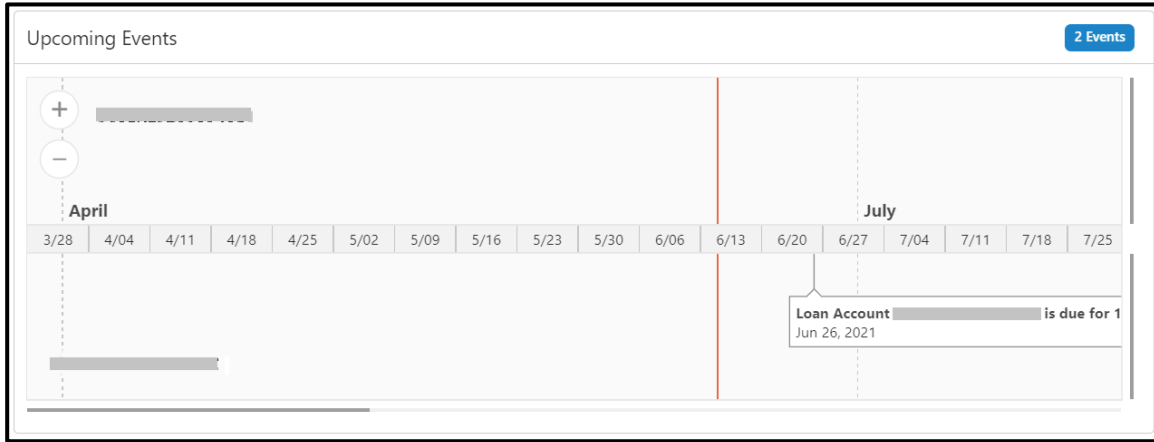 Upcoming Events
2 Events
+
−
April
July
3/28 4/04 4/11 4/18 4/25 5/02 5/09 5/16 5/23 5/30 6/06 6/13 6/20 6/27 7/04 7/11 7/18 7/25
Loan Account is due for 1
Jun 26, 2021